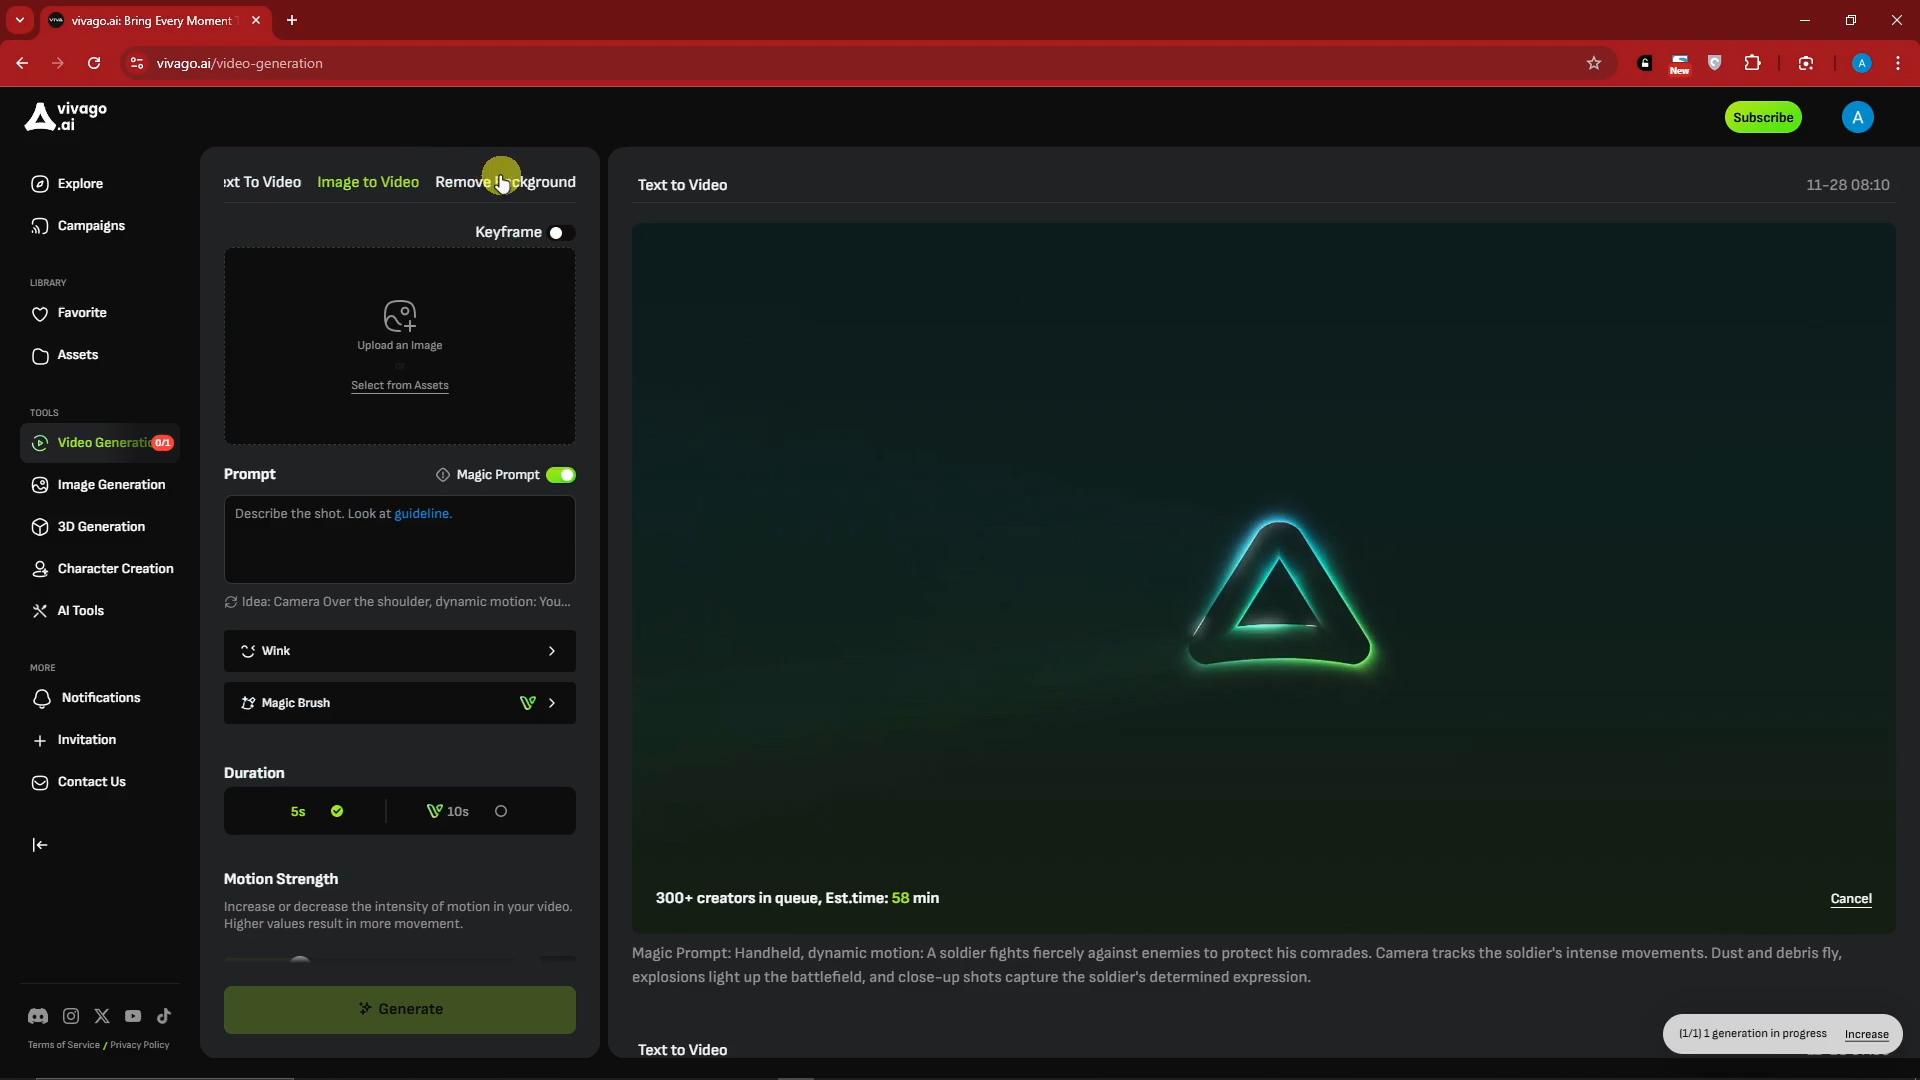 vivago.ai: Bring Every Moment
vivago.ai/video-generation
New
A
vivago
.ai
Subscribe
A
Explore
Campaigns
LIBRARY
Favorite
Assets
TOOLS
Video Generatio
0/1
Image Generation
3D Generation
Character Creation
AI Tools
MORE
Notifications
Invitation
Contact Us
Terms of Service / Privacy Policy
ext To Video
Image to Video
Remove Background
Keyframe
Upload an Image
or
Select from Assets
Prompt
Magic Prompt
Describe the shot. Look at guideline.
Idea: Camera Over the shoulder, dynamic motion: You...
Wink
Magic Brush
Duration
5s
10s
Motion Strength
Increase or decrease the intensity of motion in your video.
Higher values result in more movement.
Generate
Text to Video
11-28 08:10
300+ creators in queue, Est.time: 58 min
Cancel
Magic Prompt: Handheld, dynamic motion: A soldier fights fiercely against enemies to protect his comrades. Camera tracks the soldier's intense movements. Dust and debris fly,
explosions light up the battlefield, and close-up shots capture the soldier's determined expression.
Text to Video
(1/1) 1 generation in progress
Increase